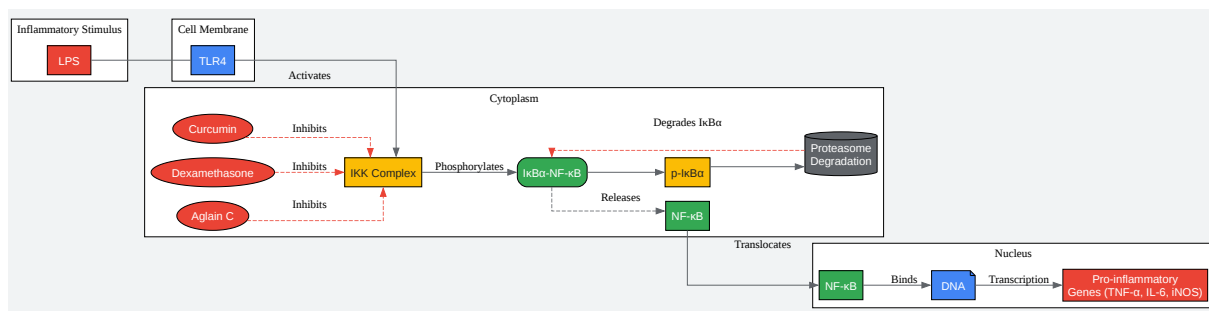 Inflammatory Stimulus
LPS
Cell Membrane
TLR4
Activates
Cytoplasm
Curcumin
Inhibits
Dexamethasone
Inhibits
Aglain C
Inhibits
IKK Complex
Phosphorylates
IκBα-NF-κB
Degrades IκBα
p-IκBα
Proteasome
Degradation
Releases
NF-κB
Translocates
Nucleus
NF-κB
Binds
DNA
Transcription
Pro-inflammatory
Genes (TNF-α, IL-6, iNOS)